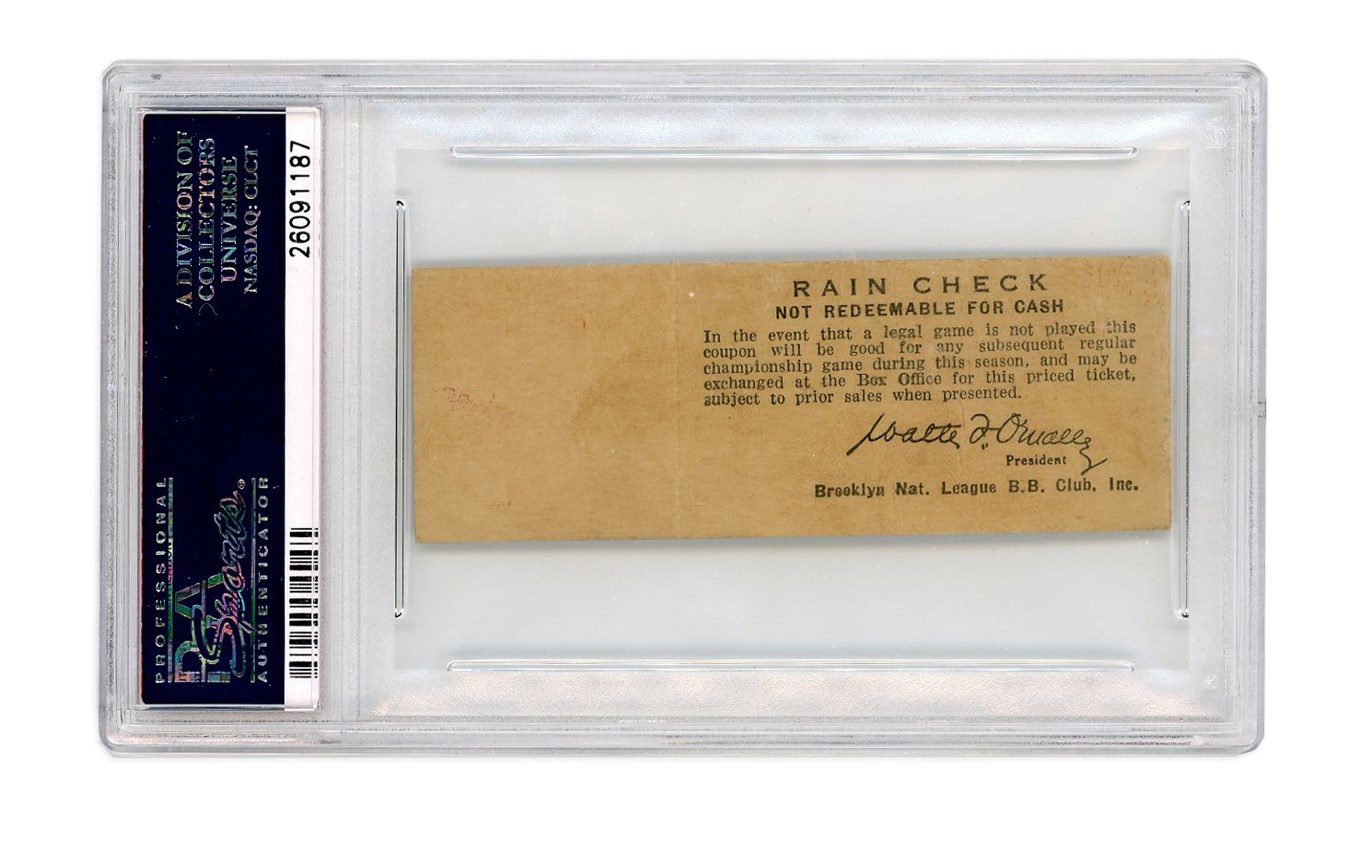 A DIVISION OF
COLLECTORS
UNIVERSE
NASDAQ: CLCT
26091187
PROFESSIONAL
PSA
Sports®
AUTHENTICATOR
RAIN CHECK
NOT REDEEMABLE FOR CASH
In the event that a legal game is not played this
coupon will be good for any subsequent regular
championship game during this season, and may be
exchanged at the Box Office for this priced ticket,
subject to prior sales when presented.
Walter F. O'Malley
President
Brooklyn Nat. League B.B. Club, Inc.